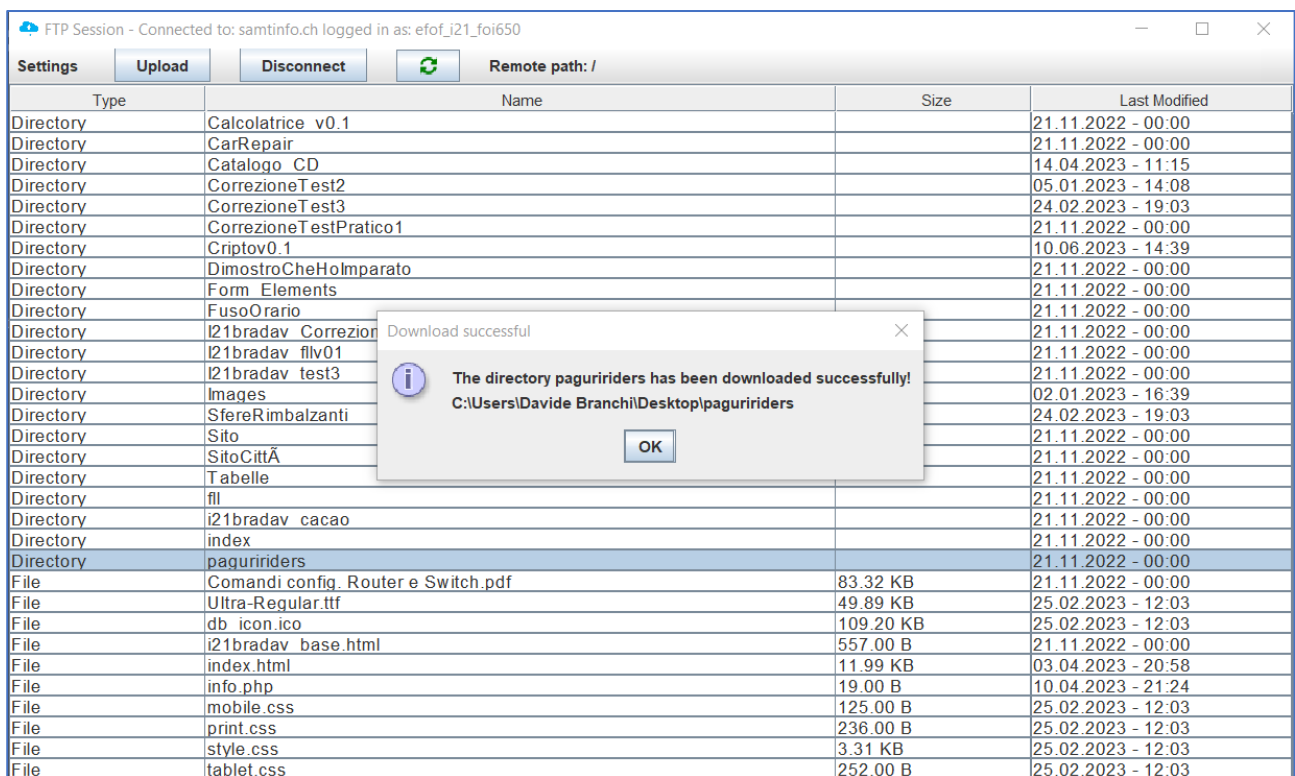 FTP Session - Connected to: samtinfo.ch logged in as: efof_i21_foi650
Settings Upload Disconnect Remote path: /
Type Name Size Last Modified
Directory Calcolatrice_v0.1 21.11.2022 - 00:00
Directory CarRepair 21.11.2022 - 00:00
Directory Catalogo_CD 14.04.2023 - 11:15
Directory CorrezioneTest2 05.01.2023 - 14:08
Directory CorrezioneTest3 24.02.2023 - 19:03
Directory CorrezioneTestPratico1 21.11.2022 - 00:00
Directory Criptov0.1 10.06.2023 - 14:39
Directory DimostroCheHoImparato 21.11.2022 - 00:00
Directory Form_Elements 21.11.2022 - 00:00
Directory FusoOrario 21.11.2022 - 00:00
Directory I21bradav_Correzion 21.11.2022 - 00:00
Directory I21bradav_fllv01 21.11.2022 - 00:00
Directory I21bradav_test3 21.11.2022 - 00:00
Directory Images 02.01.2023 - 16:39
Directory SfereRimbalzanti 24.02.2023 - 19:03
Directory Sito 21.11.2022 - 00:00
Directory SitoCittÃ 21.11.2022 - 00:00
Directory Tabelle 21.11.2022 - 00:00
Directory fll 21.11.2022 - 00:00
Directory i21bradav_cacao 21.11.2022 - 00:00
Directory index 21.11.2022 - 00:00
Directory paguririders 21.11.2022 - 00:00
File Comandi config. Router e Switch.pdf 83.32 KB 21.11.2022 - 00:00
File Ultra-Regular.ttf 49.89 KB 25.02.2023 - 12:03
File db_icon.ico 109.20 KB 25.02.2023 - 12:03
File i21bradav_base.html 557.00 B 21.11.2022 - 00:00
File index.html 11.99 KB 03.04.2023 - 20:58
File info.php 19.00 B 10.04.2023 - 21:24
File mobile.css 125.00 B 25.02.2023 - 12:03
File print.css 236.00 B 25.02.2023 - 12:03
File style.css 3.31 KB 25.02.2023 - 12:03
File tablet.css 252.00 B 25.02.2023 - 12:03
Download successful
The directory paguririders has been downloaded successfully!
C:\Users\Davide Branchi\Desktop\paguririders
OK